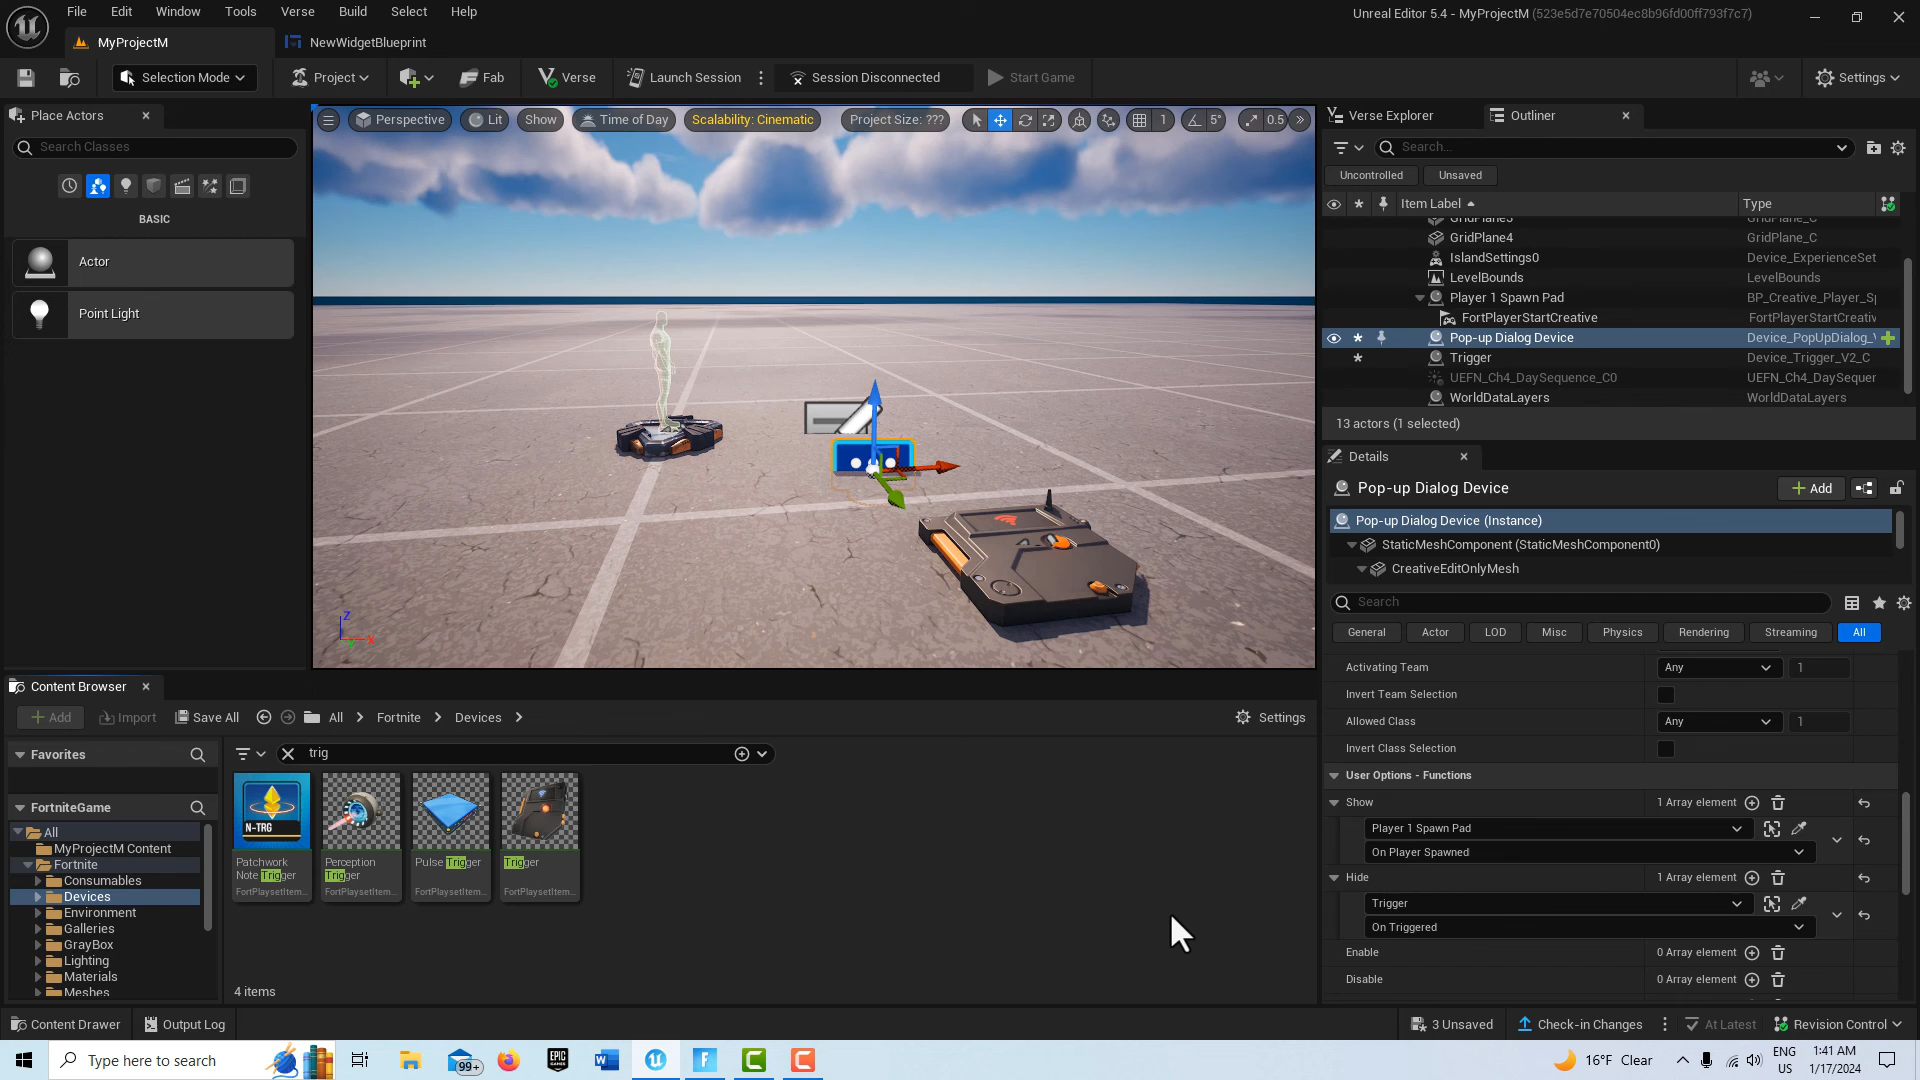 File Edit Window Tools Verse Build Select Help
Unreal Editor 5.4 - MyProjectM (523e5d7e70504ec8b96fd00ff793f7c7)
MyProjectM
NewWidgetBlueprint
Selection Mode
Project
Fab
Verse
Launch Session
Session Disconnected
Start Game
Settings
Place Actors
Search Classes
BASIC
Actor
Point Light
Perspective
Lit
Show
Time of Day
Scalability: Cinematic
Project Size: ???
1
5°
0.5
Z
X
Verse Explorer
Outliner
Search...
Uncontrolled
Unsaved
Item Label
Type
GridPlane3 GridPlane_C
GridPlane4 GridPlane_C
IslandSettings0 Device_ExperienceSet
LevelBounds LevelBounds
Player 1 Spawn Pad BP_Creative_Player_Sp
FortPlayerStartCreative FortPlayerStartCreativ
Pop-up Dialog Device Device_PopUpDialog_V
Trigger Device_Trigger_V2_C
UEFN_Ch4_DaySequence_C0 UEFN_Ch4_DaySequer
WorldDataLayers WorldDataLayers
13 actors (1 selected)
Details
Pop-up Dialog Device
Add
Pop-up Dialog Device (Instance)
StaticMeshComponent (StaticMeshComponent0)
CreativeEditOnlyMesh
Search
General Actor LOD Misc Physics Rendering Streaming All
Activating Team Any 1
Invert Team Selection
Allowed Class Any 1
Invert Class Selection
User Options - Functions
Show 1 Array element
Player 1 Spawn Pad
On Player Spawned
Hide 1 Array element
Trigger
On Triggered
Enable 0 Array element
Disable 0 Array element
Content Browser
Add
Import
Save All
All
Fortnite
Devices
Settings
Favorites
FortniteGame
All
MyProjectM Content
Fortnite
Consumables
Devices
Environment
Galleries
GrayBox
Lighting
Materials
Meshes
trig
N-TRG
Patchwork
Note Trigger
FortPlaysetItem...
Perception
Trigger
FortPlaysetItem...
Pulse Trigger
FortPlaysetItem...
Trigger
FortPlaysetItem...
4 items
Content Drawer
Output Log
3 Unsaved
Check-in Changes
At Latest
Revision Control
Type here to search
99+
EPIC
GAMES
16°F Clear
ENG
US
1:41 AM
1/17/2024